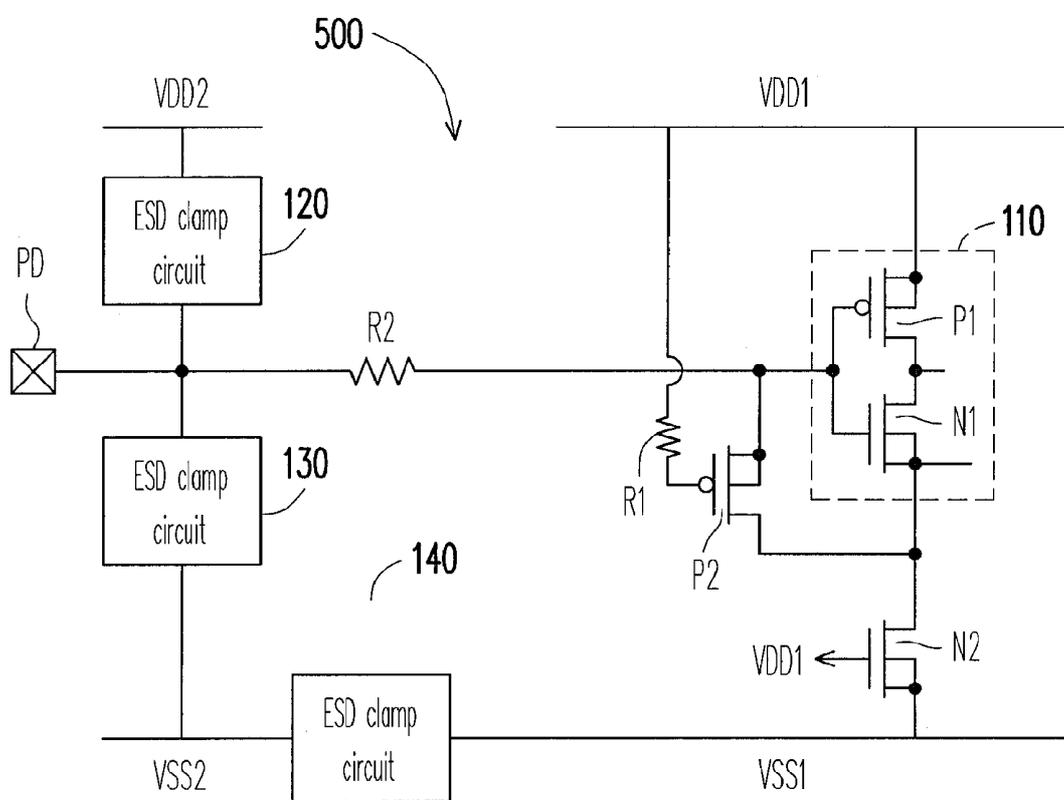 500
VDD2
VDD1
ESD clamp
circuit
120
110
PD
P1
R2
N1
ESD clamp
circuit
130
R1
P2
140
N2
VDD1
ESD clamp
circuit
VSS2
VSS1